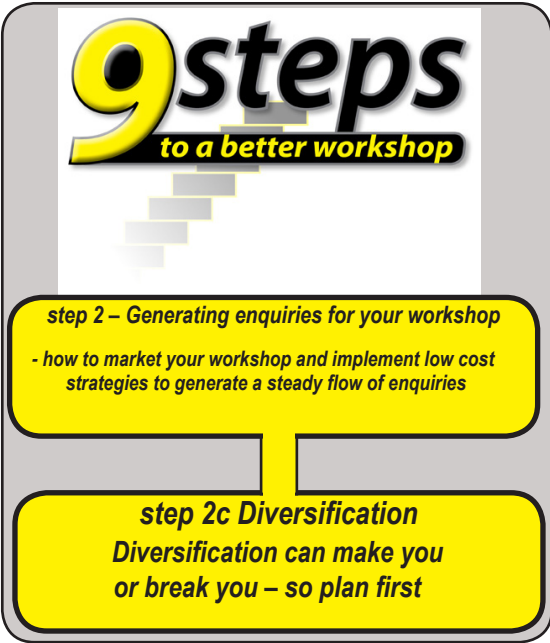 9 steps
to a better workshop
step 2 – Generating enquiries for your workshop
- how to market your workshop and implement low cost
strategies to generate a steady flow of enquiries
step 2c Diversification
Diversification can make you
or break you – so plan first